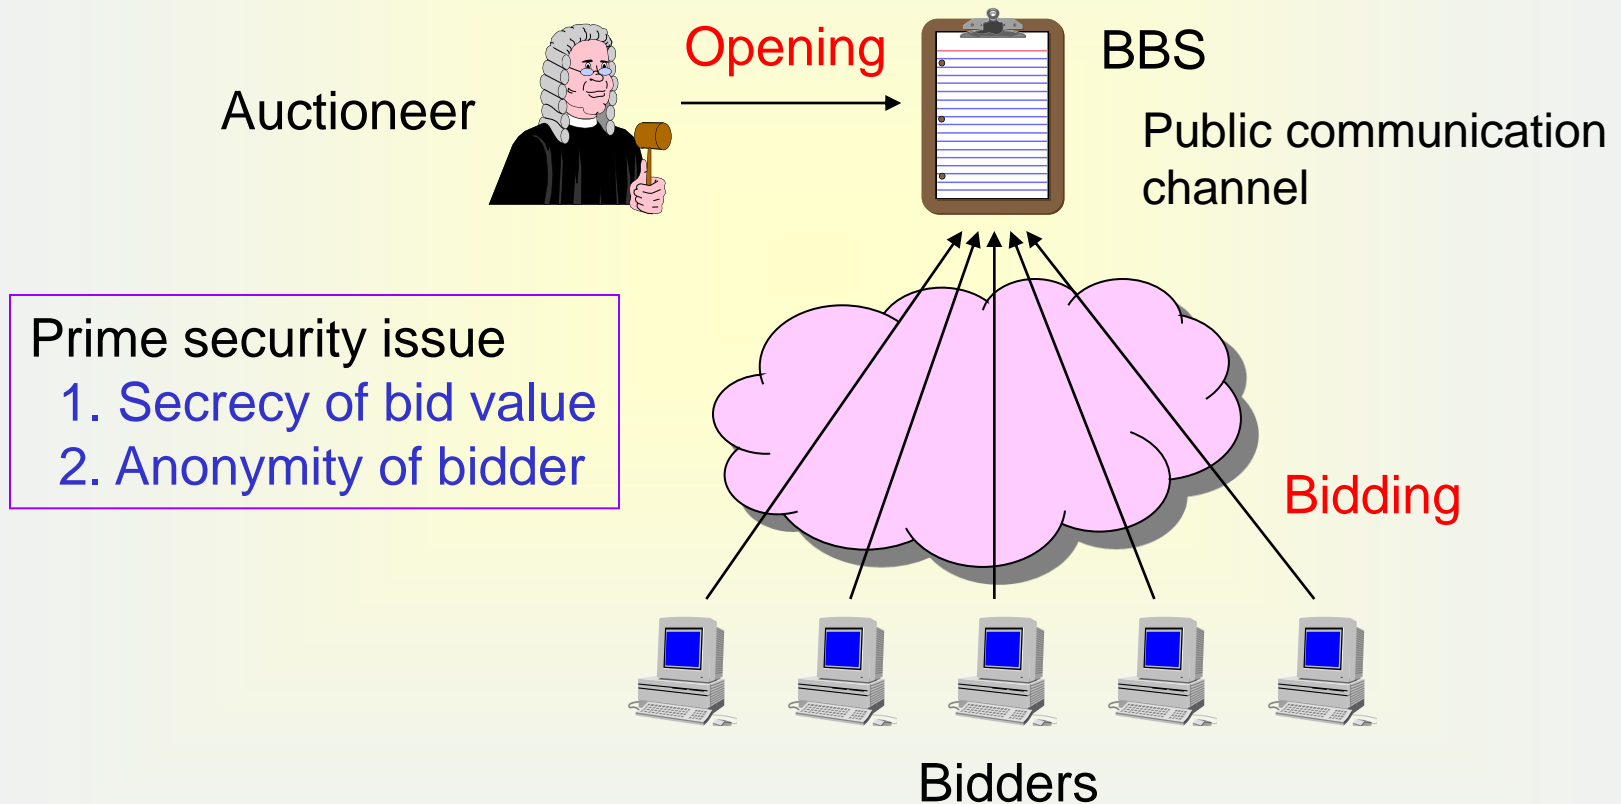 Opening
BBS
Auctioneer
Public communication
channel
Prime security issue
1. Secrecy of bid value
2. Anonymity of bidder
Bidding
Bidders